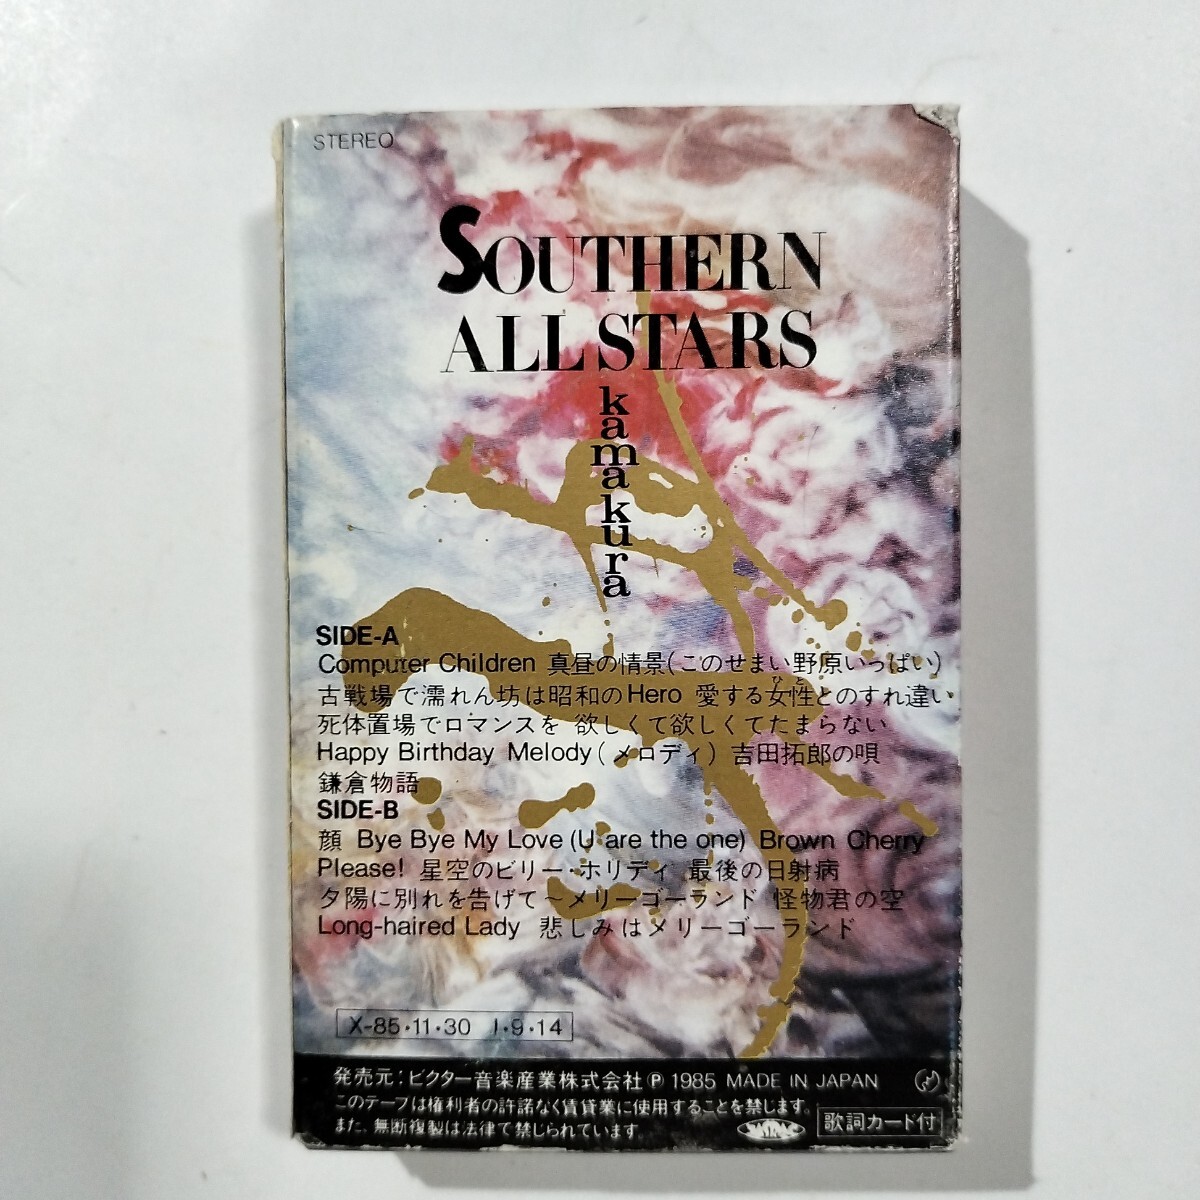 STEREO
SOUTHERN
ALL STARS
kamakura
SIDE-A
Computer Children 真昼の情景(このせまい野原いっぱい)
古戦場で濡れん坊は昭和のHero 愛する女性とのすれ違い
ひと
死体置場でロマンスを 欲しくて欲しくてたまらない
Happy Birthday Melody(メロディ) 吉田拓郎の唄
鎌倉物語
SIDE-B
顔 Bye Bye My Love (U are the one) Brown Cherry
Please! 星空のビリー・ホリディ 最後の日射病
夕陽に別れを告げて～メリーゴーランド 怪物君の空
Long-haired Lady 悲しみはメリーゴーランド
X-85・11・30 1・9・14
発売元:ビクター音楽産業株式会社 Ⓟ 1985 MADE IN JAPAN
このテープは権利者の許諾なく賃貸業に使用することを禁じます。
また、無断複製は法律で禁じられています
JASRAC
歌詞カード付